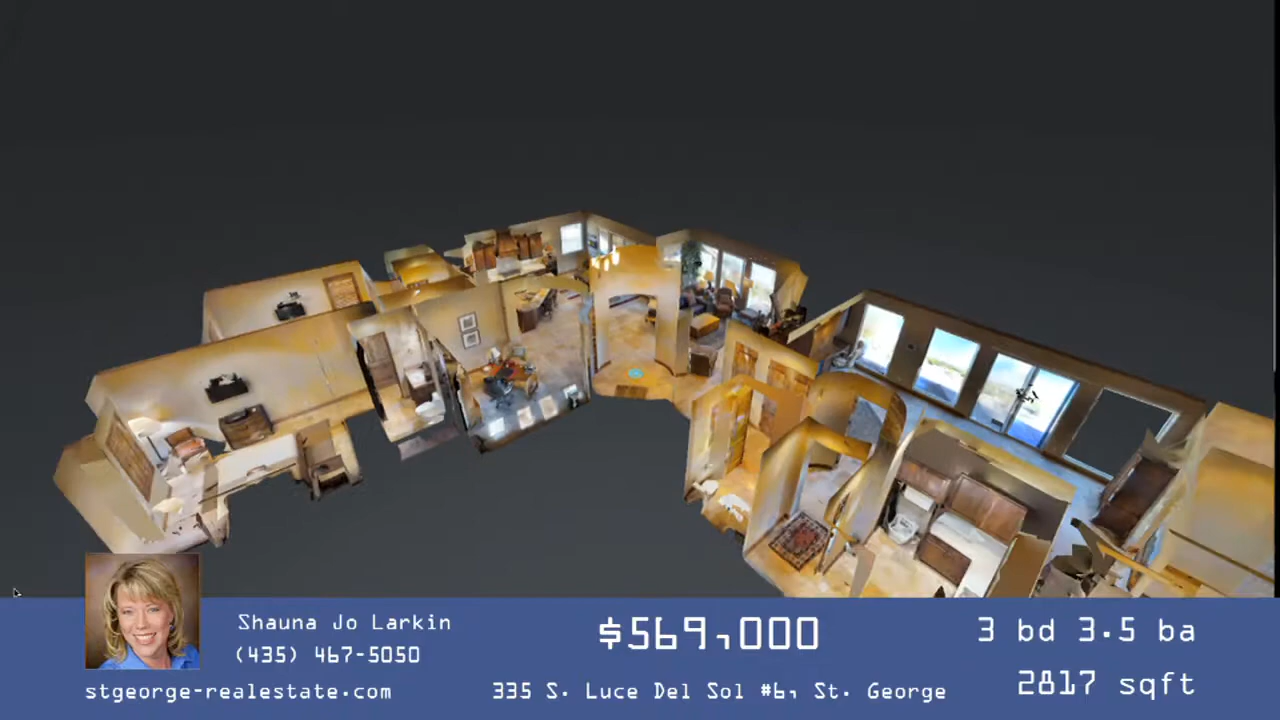 Shauna Jo Larkin
(435) 467-5050
stgeorge-realestate.com
$569,000
335 S. Luce Del Sol #6, St. George
3 bd 3.5 ba
2817 sqft